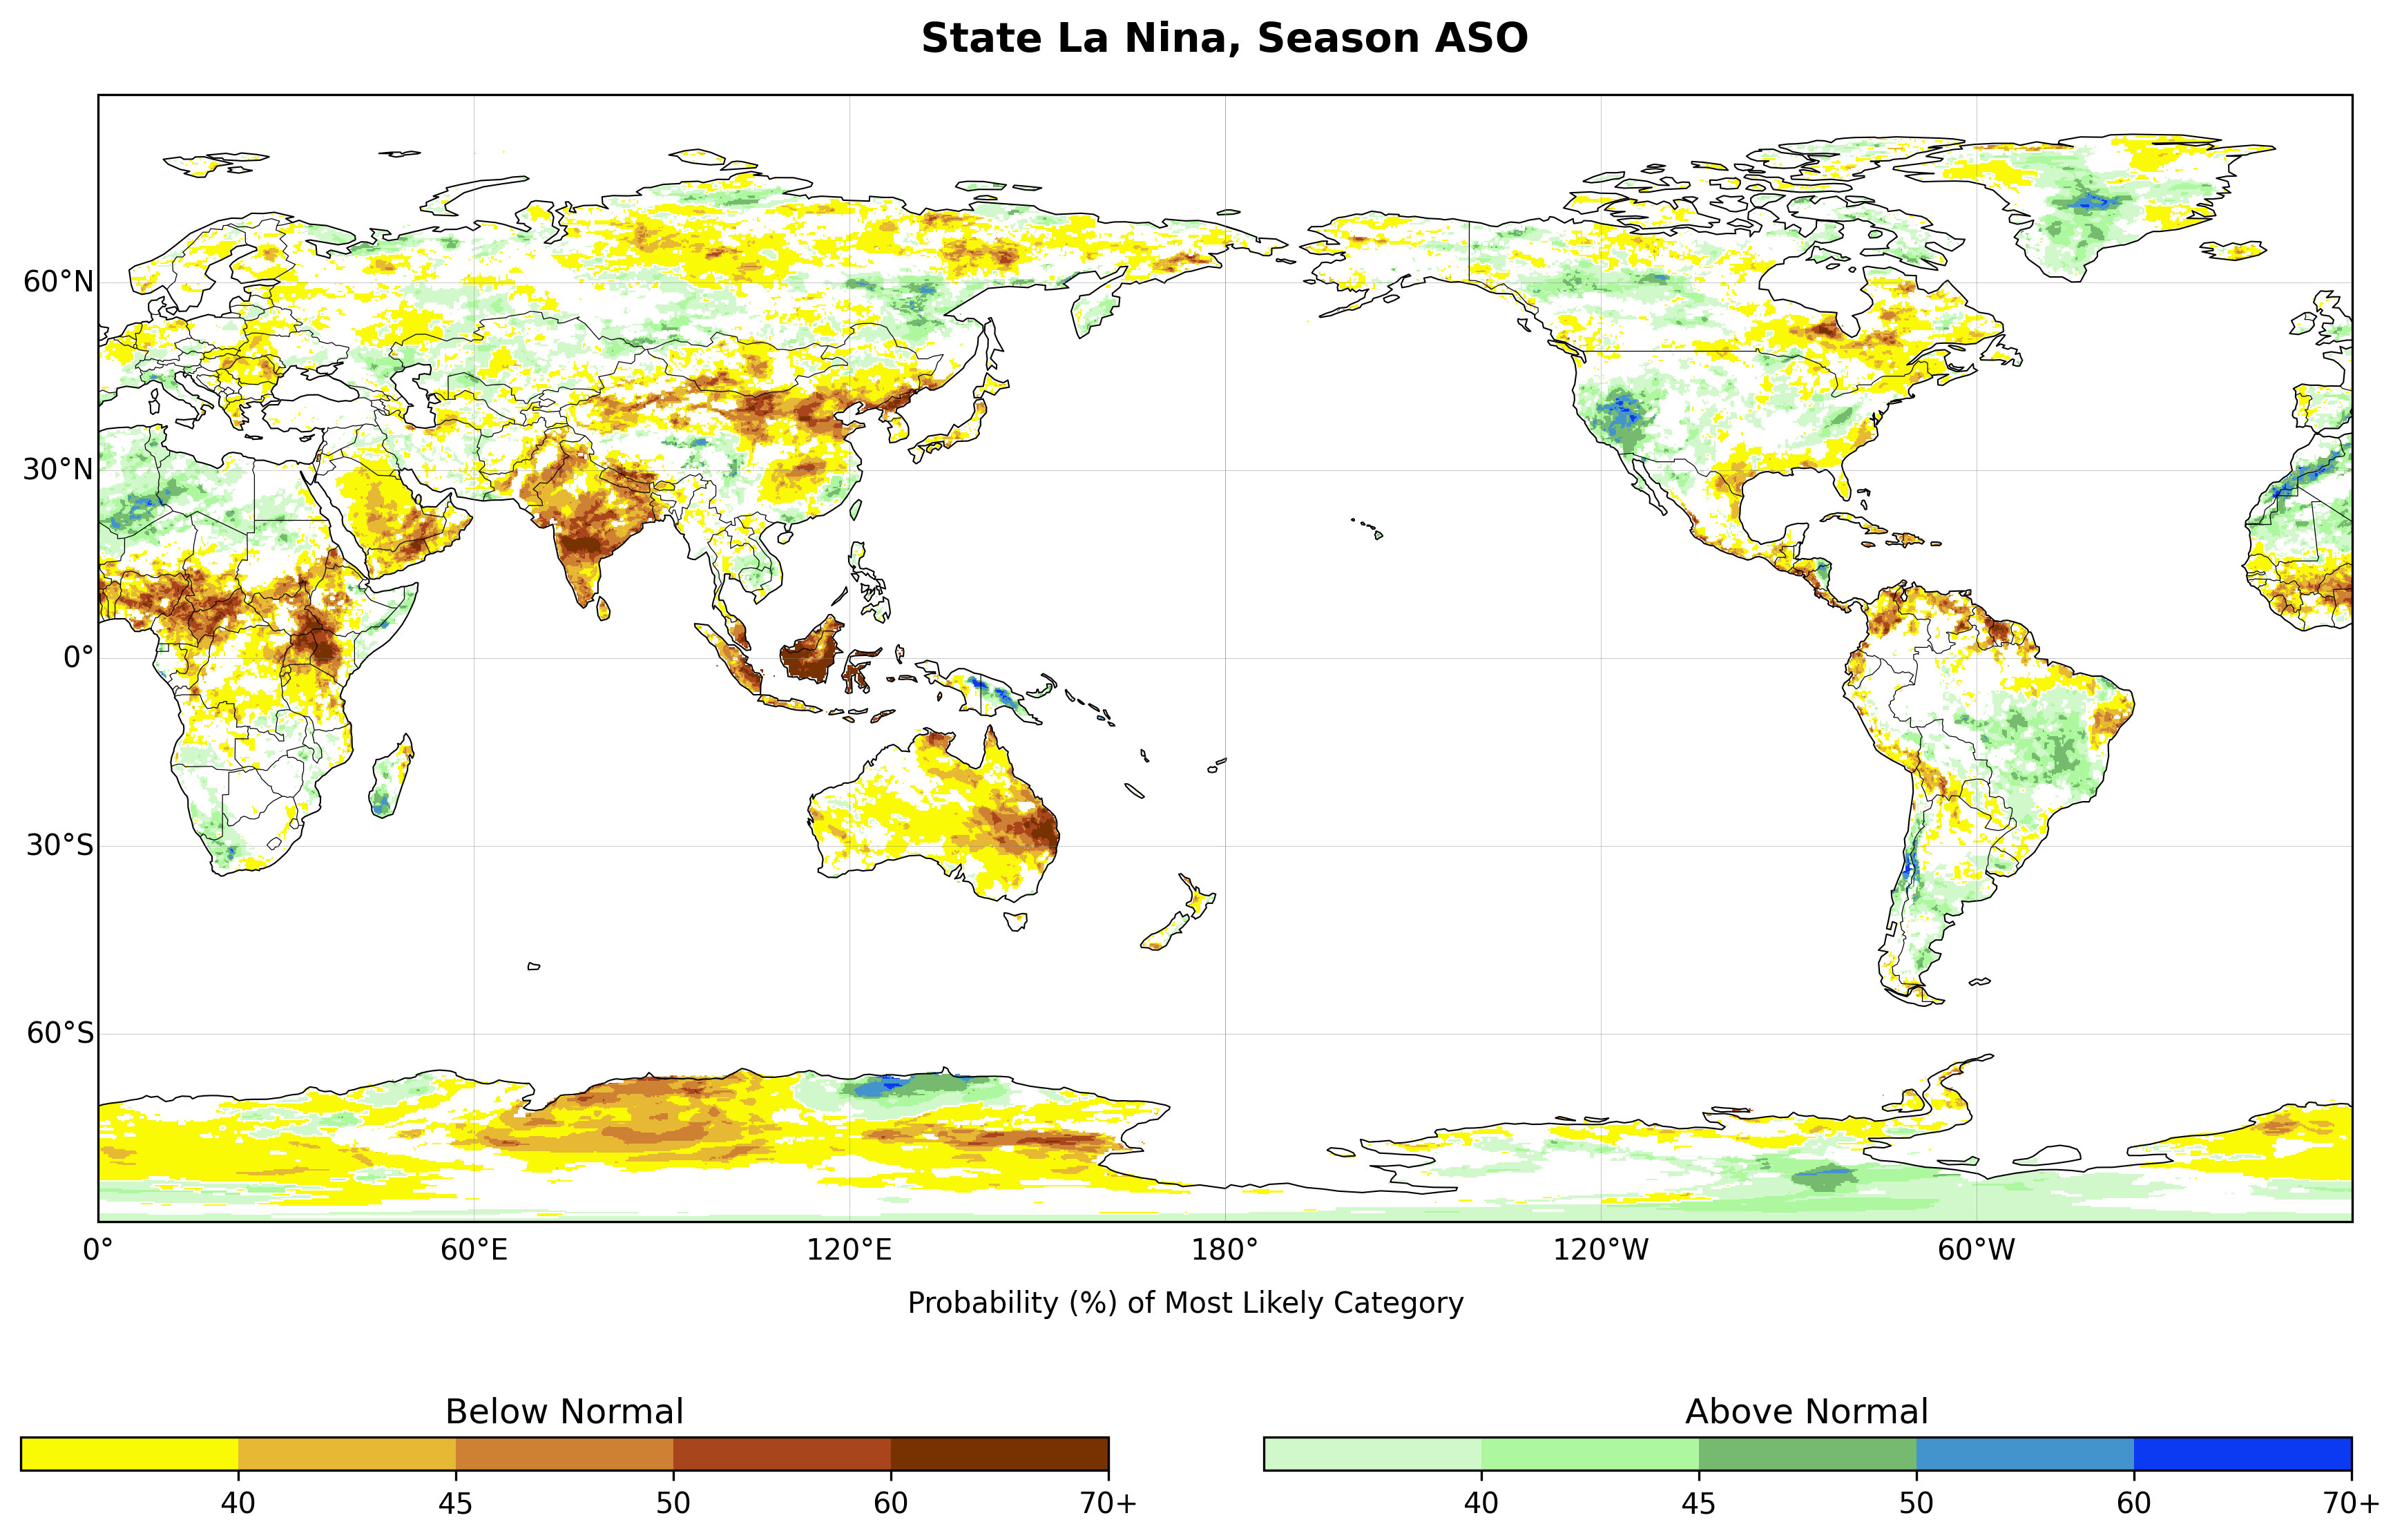 State La Nina, Season ASO
60°N
30°N
0°
30°S
60°S
0° 60°E 120°E 180° 120°W 60°W
Probability (%) of Most Likely Category
Below Normal Above Normal
40 45 50 60 70+ 40 45 50 60 70+